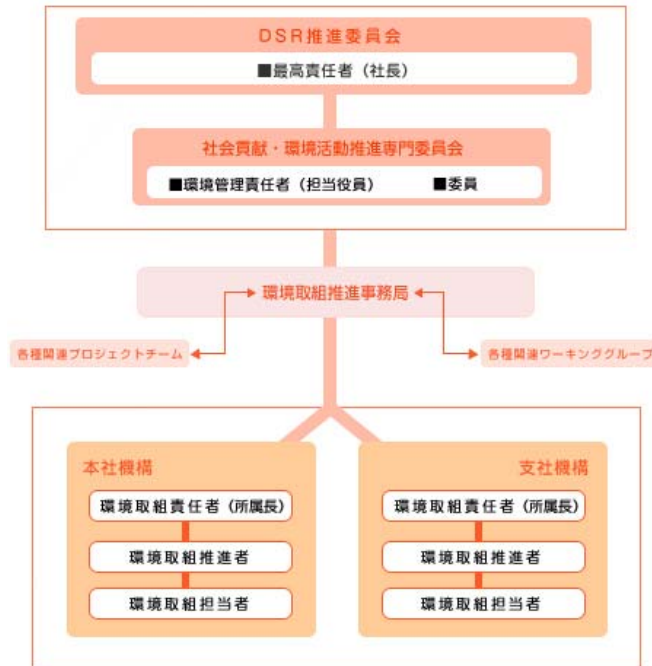 DSR推進委員会
■最高責任者（社長）
社会貢献・環境活動推進専門委員会
■環境管理責任者（担当役員） ■委員
環境取組推進事務局
各種関連プロジェクトチーム
各種関連ワーキンググループ
本社機構
環境取組責任者（所属長）
環境取組推進者
環境取組担当者
支社機構
環境取組責任者（所属長）
環境取組推進者
環境取組担当者